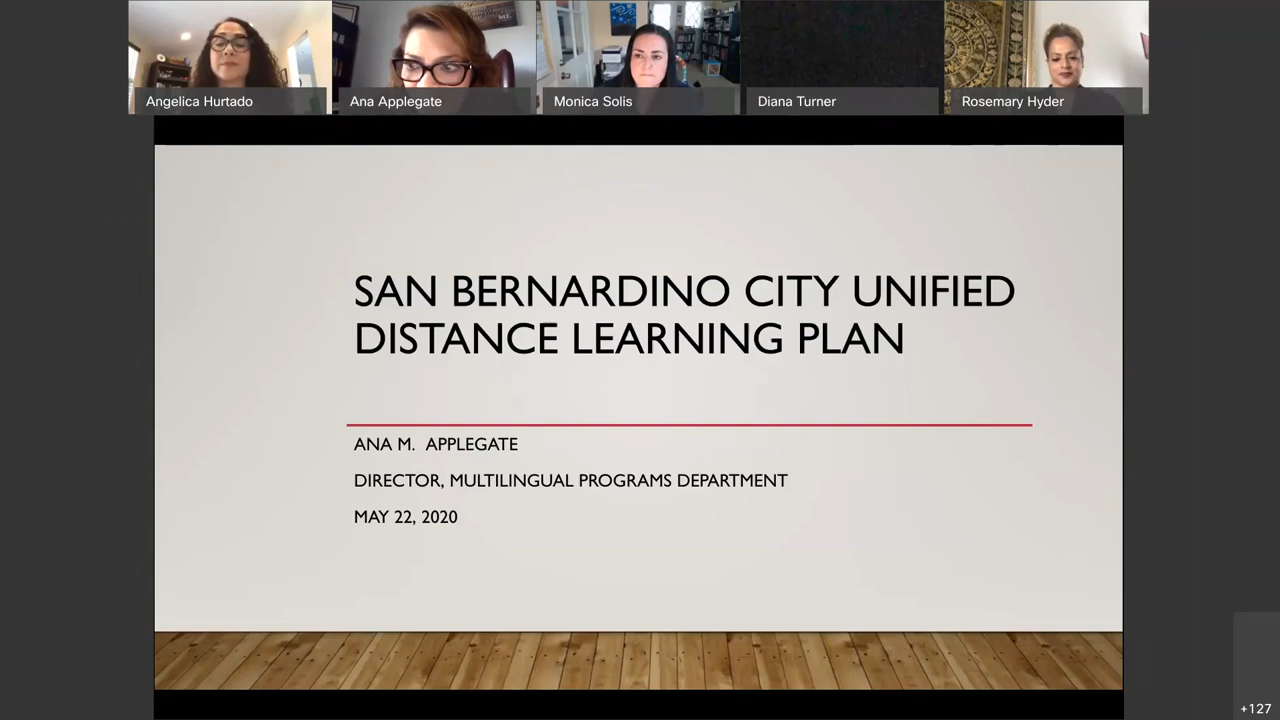 Angelica Hurtado
Ana Applegate
Monica Solis
Diana Turner
Rosemary Hyder
SAN BERNARDINO CITY UNIFIED
DISTANCE LEARNING PLAN
ANA M. APPLEGATE
DIRECTOR, MULTILINGUAL PROGRAMS DEPARTMENT
MAY 22, 2020
+127